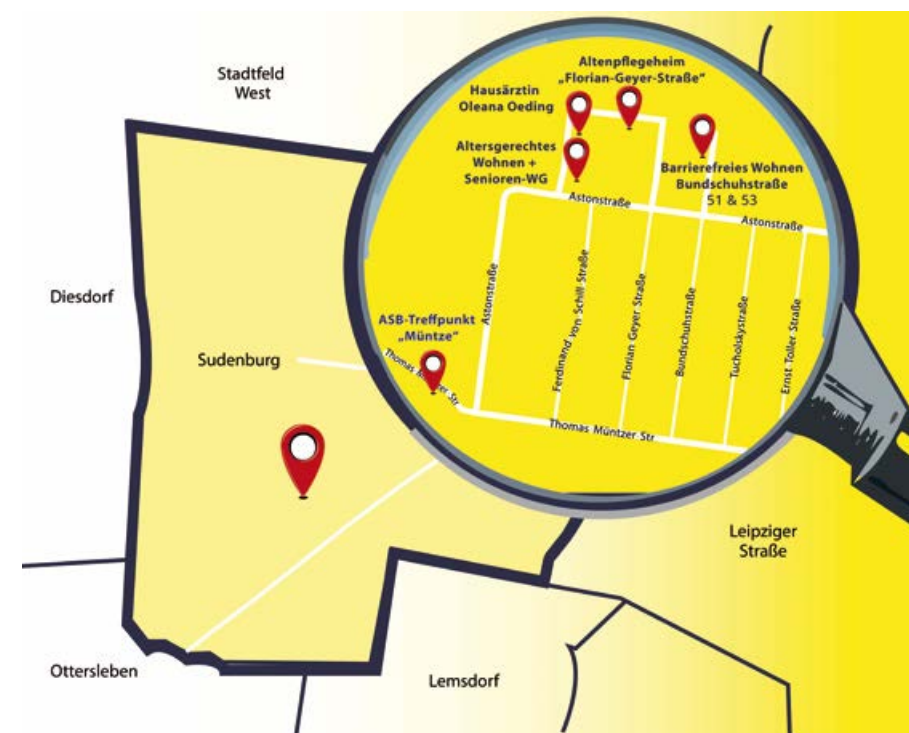 Stadtfeld
West
Altenpflegeheim
„Florian-Geyer-Straße“
Hausärztin
Oleana Oeding
Altersgerechtes
Wohnen +
Senioren-WG
Barrierefreies Wohnen
Bundschuhstraße
51 & 53
Astonstraße
Astonstraße
Astonstraße
Diesdorf
ASB-Treffpunkt
„Müntze“
Sudenburg
Ferdinand von Schill Straße
Florian Geyer Straße
Bundschuhstraße
Tucholskystraße
Ernst Toller Straße
Thomas Str
Thomas Müntzer Str
Leipziger
Straße
Ottersleben
Lemsdorf